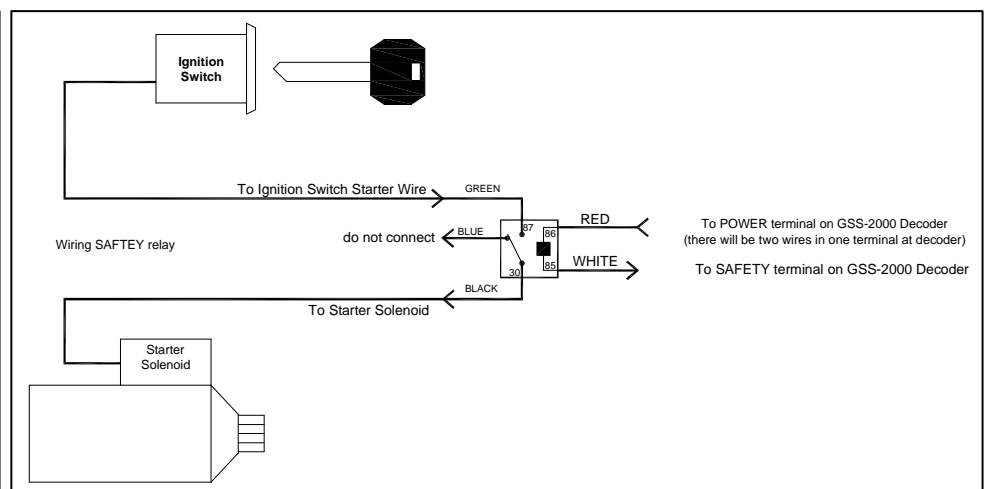 Ignition
Switch
To Ignition Switch Starter Wire
GREEN
87
86
RED
To POWER terminal on GSS-2000 Decoder
(there will be two wires in one terminal at decoder)
do not connect
BLUE
Wiring SAFTEY relay
30
85
WHITE
To SAFETY terminal on GSS-2000 Decoder
BLACK
To Starter Solenoid
Starter
Solenoid